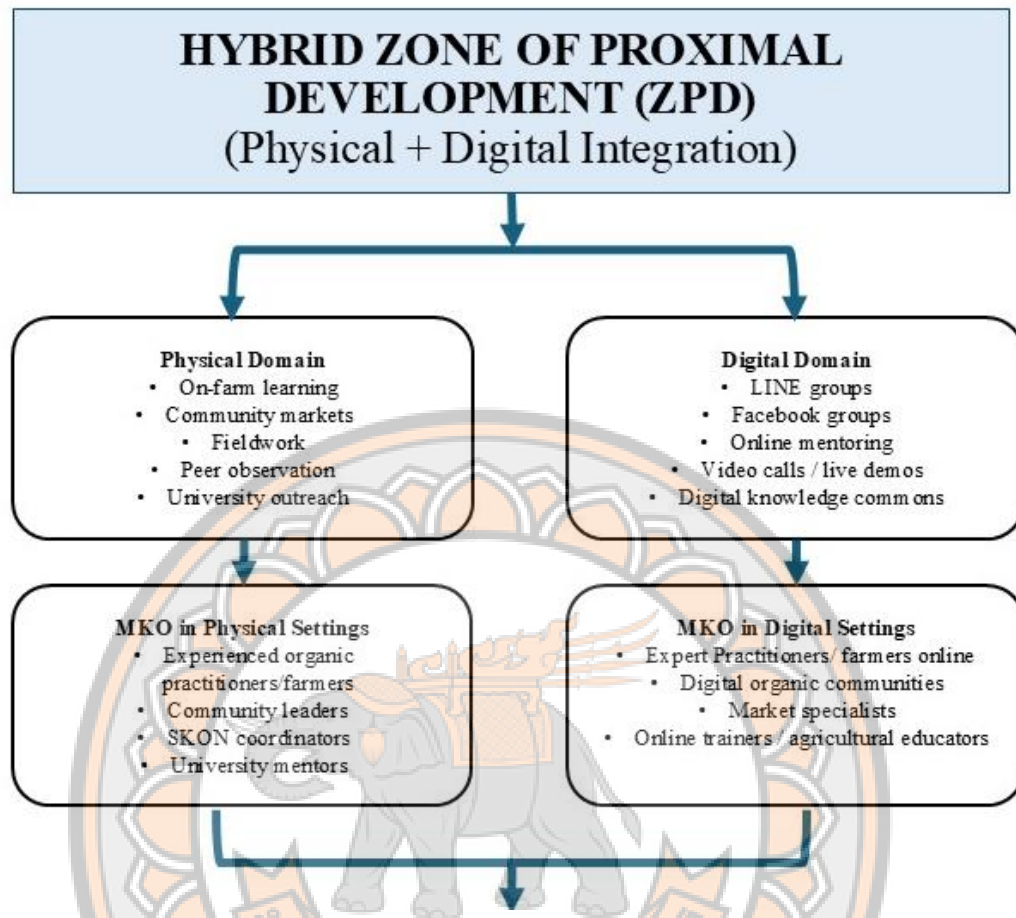 HYBRID ZONE OF PROXIMAL
DEVELOPMENT (ZPD)
(Physical + Digital Integration)
Physical Domain
• On-farm learning
• Community markets
• Fieldwork
• Peer observation
• University outreach
Digital Domain
• LINE groups
• Facebook groups
• Online mentoring
• Video calls / live demos
• Digital knowledge commons
MKO in Physical Settings
• Experienced organic
practitioners/farmers
• Community leaders
• SKON coordinators
• University mentors
MKO in Digital Settings
• Expert Practitioners/ farmers online
• Digital organic communities
• Market specialists
• Online trainers / agricultural educators